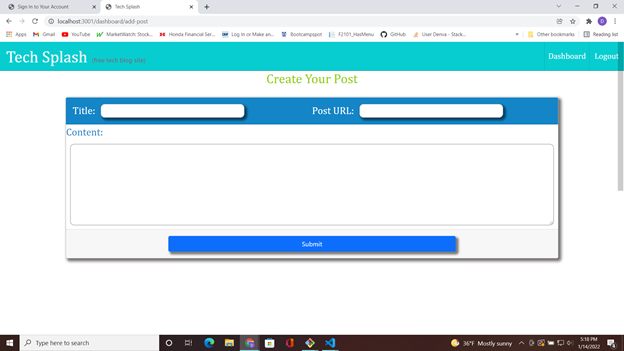 Sign in to Your Account
Tech Splash
localhost:3001/dashboard/add-post
Apps
Gmail
YouTube
MarketWatch: Stock...
Honda Financial Ser...
Log In or Make an...
Bootcampspot
F2101_HasMenu
GitHub
User Deniva - Stack...
Other bookmarks
Reading list
Tech Splash (Free tech blog site)
Dashboard
Logout
Create Your Post
Title:
Post URL:
Content:
Submit
Type here to search
36°F Mostly sunny
5:18 PM
1/14/2022